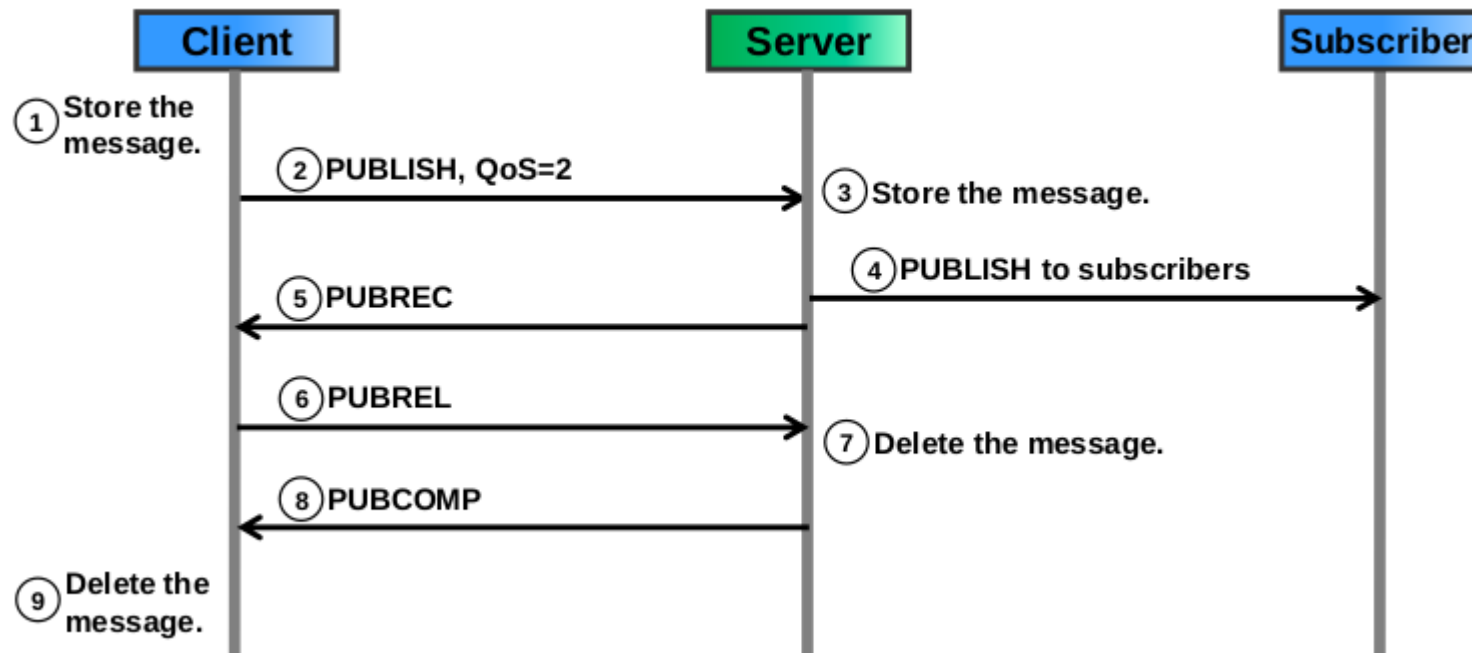 Client
Server
Subscriber
1 Store the
message.
2 PUBLISH, QoS=2
3 Store the message.
4 PUBLISH to subscribers
5 PUBREC
6 PUBREL
7 Delete the message.
8 PUBCOMP
9 Delete the
message.